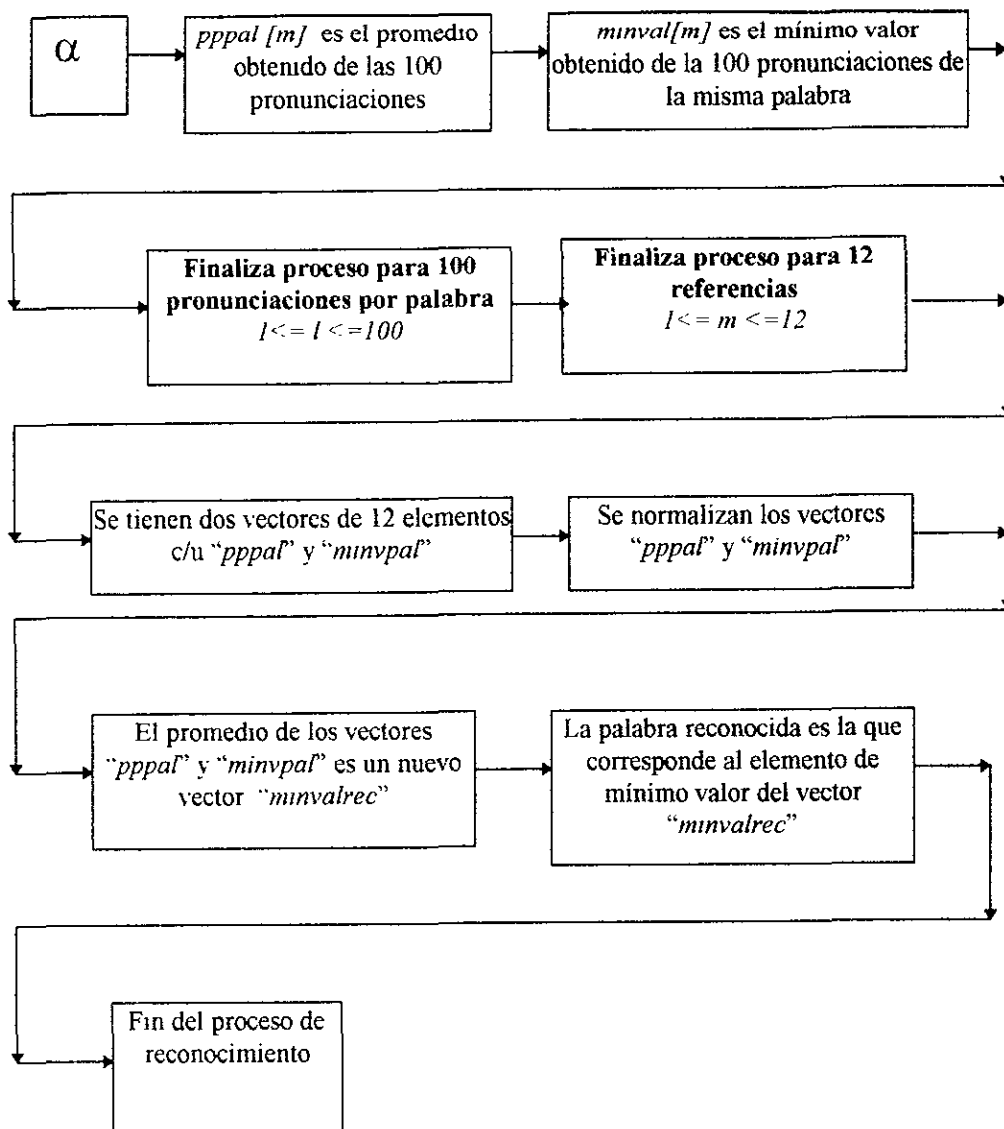 α
pppal [m] es el promedio
obtenido de las 100
pronunciaciones
minval[m] es el mínimo valor
obtenido de la 100 pronunciaciones de
la misma palabra
Finaliza proceso para 100
pronunciaciones por palabra
1<= l <=100
Finaliza proceso para 12
referencias
1<= m <=12
Se tienen dos vectores de 12 elementos
c/u “pppal” y “minvpal”
Se normalizan los vectores
“pppal” y “minvpal”
El promedio de los vectores
“pppal” y “minvpal” es un nuevo
vector “minvalrec”
La palabra reconocida es la que
corresponde al elemento de
mínimo valor del vector
“minvalrec”
Fin del proceso de
reconocimiento